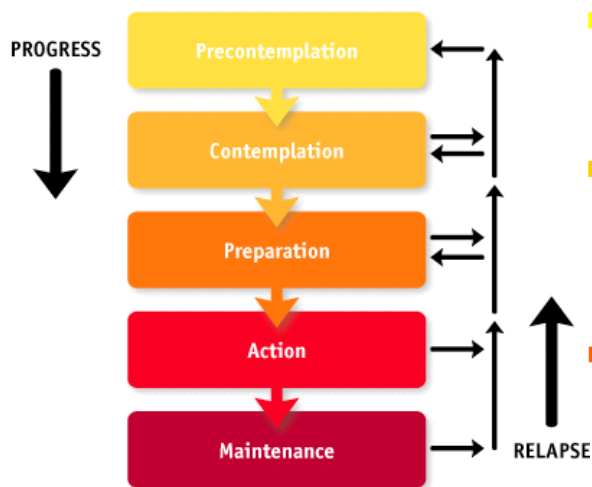 PROGRESS
Precontemplation
Contemplation
Preparation
Action
Maintenance
RELAPSE